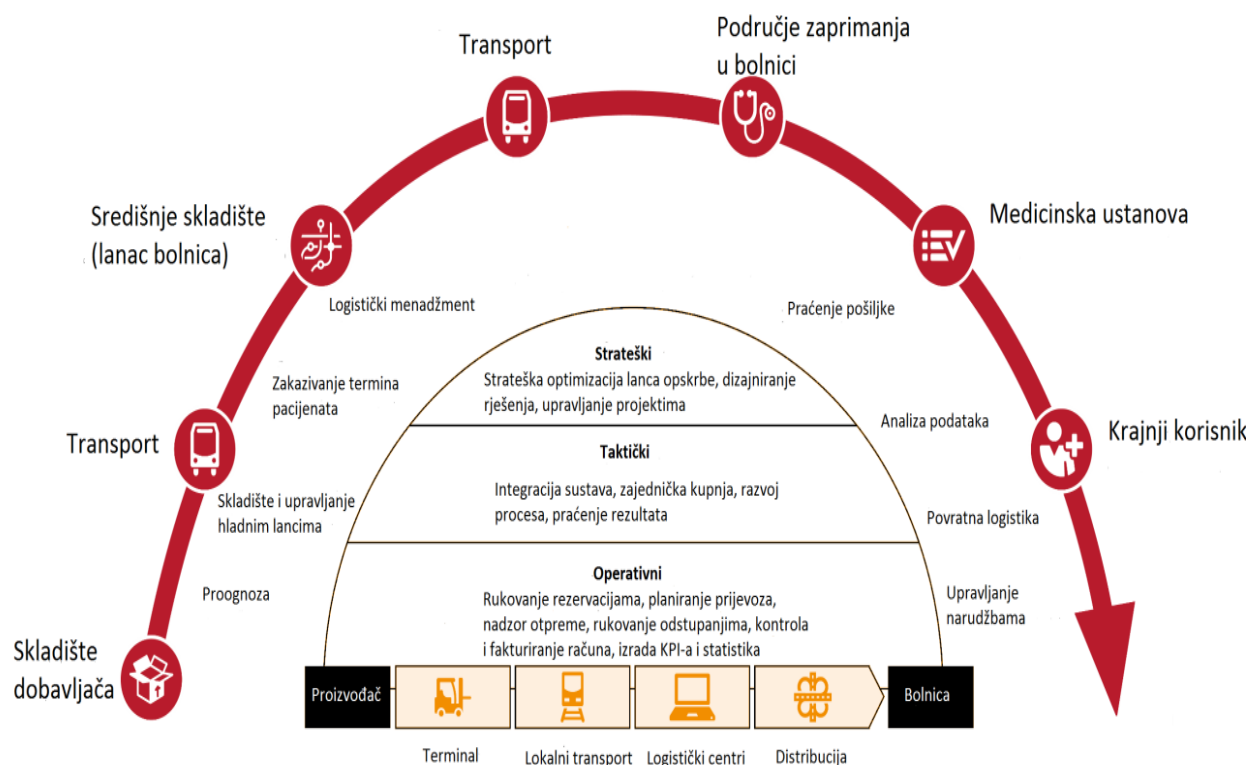 Transport
Područje zaprimanja
u bolnici
Središnje skladište
(lanac bolnica)
Medicinska ustanova
Logistički menadžment
Praćenje pošiljke
Strateški
Strateška optimizacija lanca opskrbe, dizajniranje
rješenja, upravljanje projektima
Zakazivanje termina
pacijenata
Analiza podataka
Transport
Krajnji korisnik
Taktički
Integracija sustava, zajednička kupnja, razvoj
procesa, praćenje rezultata
Skladište i upravljanje
hladnim lancima
Povratna logistika
Operativni
Rukovanje rezervacijama, planiranje prijevoza,
nadzor otpreme, rukovanje odstupanjima, kontrola
i fakturiranje računa, izrada KPI-a i statistika
Proognoza
Upravljanje
narudžbama
Skladište
dobavljača
Proizvođač
Bolnica
Terminal
Lokalni transport
Logistički centri
Distribucija